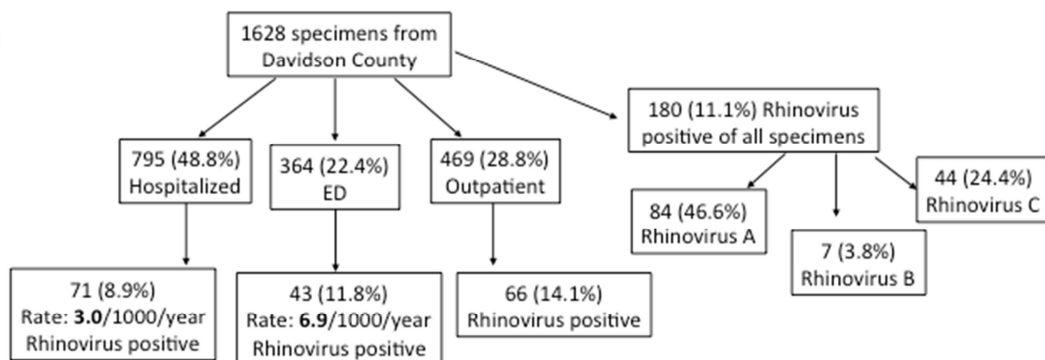 1628 specimens from
Davidson County
180 (11.1%) Rhinovirus
positive of all specimens
795 (48.8%)
Hospitalized
364 (22.4%)
ED
469 (28.8%)
Outpatient
84 (46.6%)
Rhinovirus A
7 (3.8%)
Rhinovirus B
44 (24.4%)
Rhinovirus C
71 (8.9%)
Rate: 3.0/1000/year
Rhinovirus positive
43 (11.8%)
Rate: 6.9/1000/year
Rhinovirus positive
66 (14.1%)
Rhinovirus positive